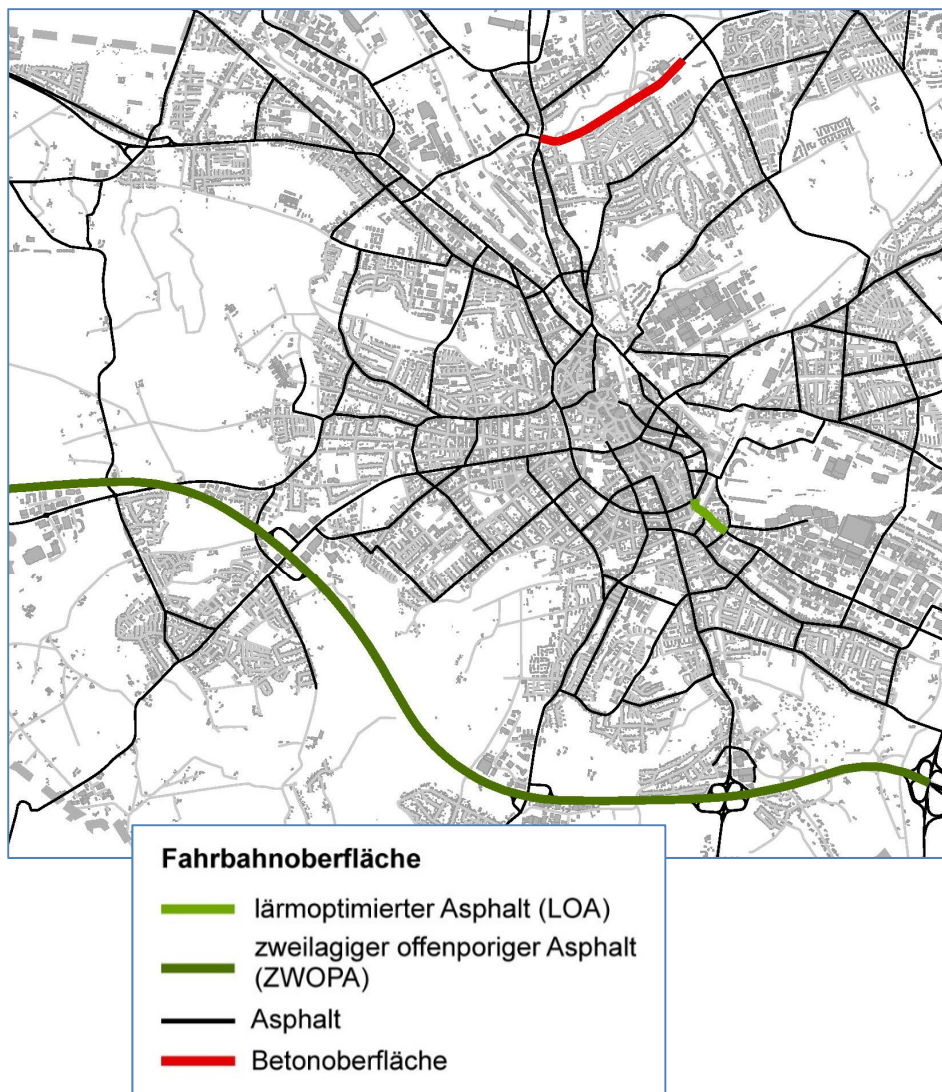 Fahrbahnoberfläche
lärmoptimierter Asphalt (LOA)
zweilagiger offenporiger Asphalt
(ZWOPA)
Asphalt
Betonoberfläche